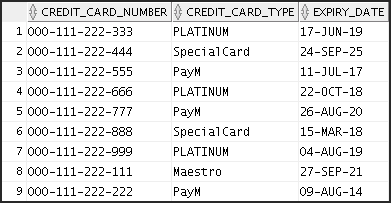 CREDIT_CARD_NUMBER CREDIT_CARD_TYPE EXPIRY_DATE
1 000-111-222-333 PLATINUM 17-JUN-19
2 000-111-222-444 SpecialCard 24-SEP-25
3 000-111-222-555 PayM 11-JUL-17
4 000-111-222-666 PLATINUM 22-OCT-18
5 000-111-222-777 PayM 26-AUG-20
6 000-111-222-888 SpecialCard 15-MAR-18
7 000-111-222-999 PLATINUM 04-AUG-19
8 000-111-222-111 Maestro 27-SEP-21
9 000-111-222-222 PayM 09-AUG-14